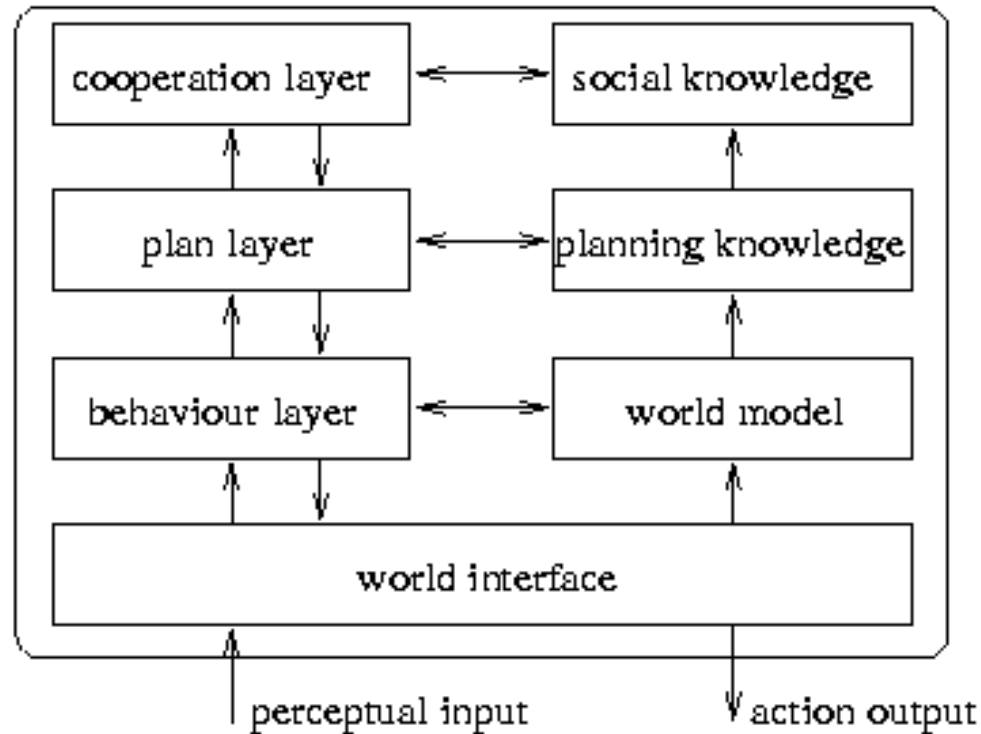 cooperation layer
social knowledge
plan layer
planning knowledge
behaviour layer
world model
world interface
perceptual input
action output